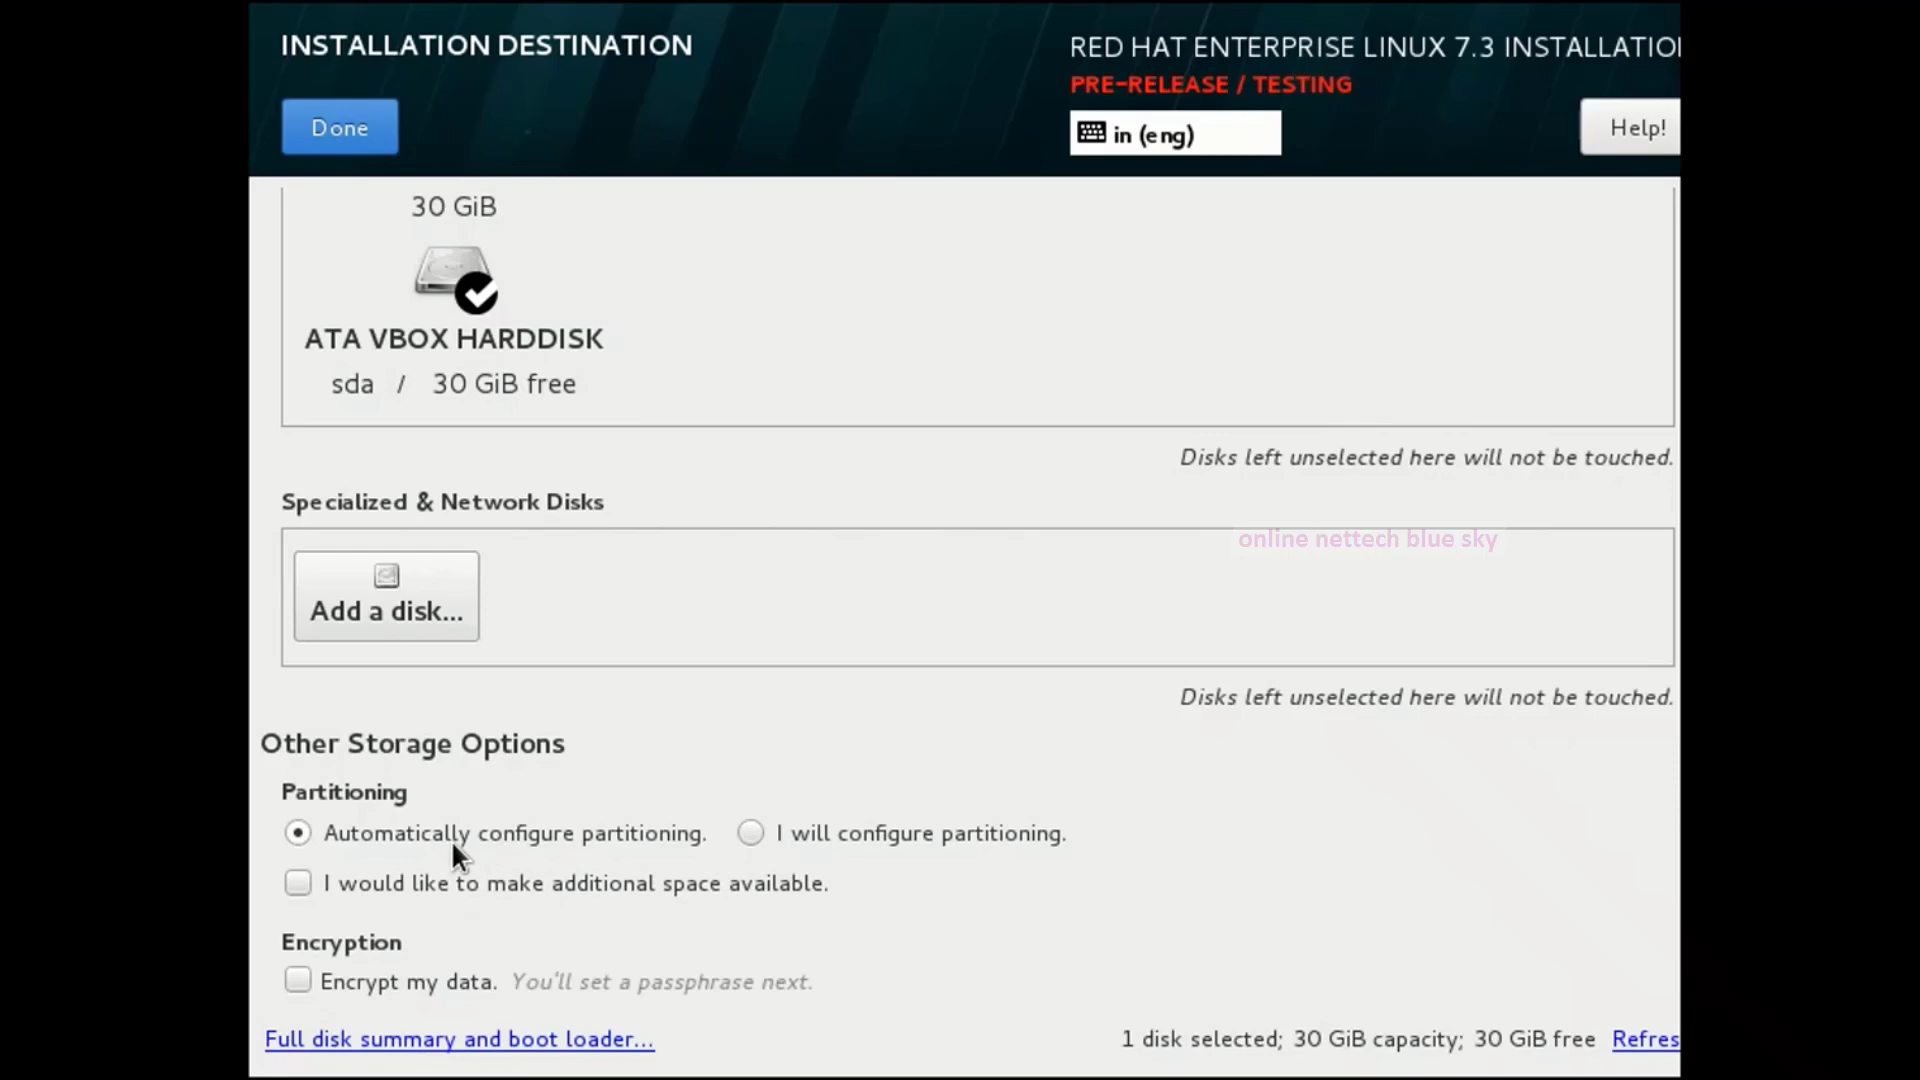 INSTALLATION DESTINATION
RED HAT ENTERPRISE LINUX 7.3 INSTALLATIO
PRE-RELEASE / TESTING
Done
in (eng)
Help!
30 GiB
ATA VBOX HARDDISK
sda / 30 GiB free
Disks left unselected here will not be touched.
Specialized & Network Disks
online nettech blue sky
Add a disk...
Disks left unselected here will not be touched.
Other Storage Options
Partitioning
Automatically configure partitioning. I will configure partitioning.
I would like to make additional space available.
Encryption
Encrypt my data. You'll set a passphrase next.
Full disk summary and boot loader...
1 disk selected; 30 GiB capacity; 30 GiB free Refres